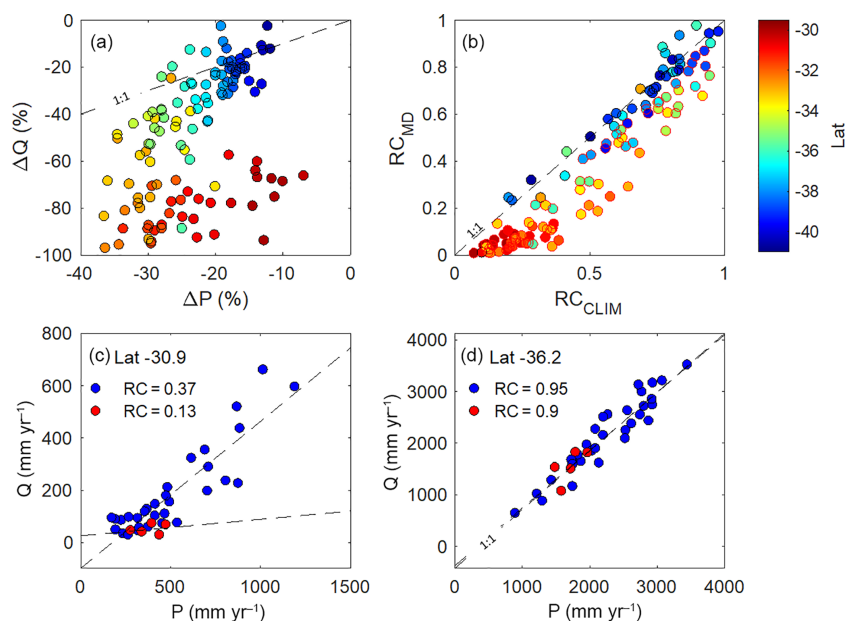 (a)
1:1
0
-20
-40
-60
-80
-100
ΔQ (%)
-40 -30 -20 -10 0
ΔP (%)
(b)
1:1
1
0.8
0.6
0.4
0.2
0
RC_MD
0 0.5 1
RC_CLIM
-30
-32
-34
-36
-38
-40
Lat
(c) Lat -30.9
RC = 0.37
RC = 0.13
800
600
400
200
0
Q (mm yr⁻¹)
0 500 1000 1500
P (mm yr⁻¹)
(d) Lat -36.2
RC = 0.95
RC = 0.9
1:1
4000
3000
2000
1000
0
Q (mm yr⁻¹)
0 1000 2000 3000 4000
P (mm yr⁻¹)